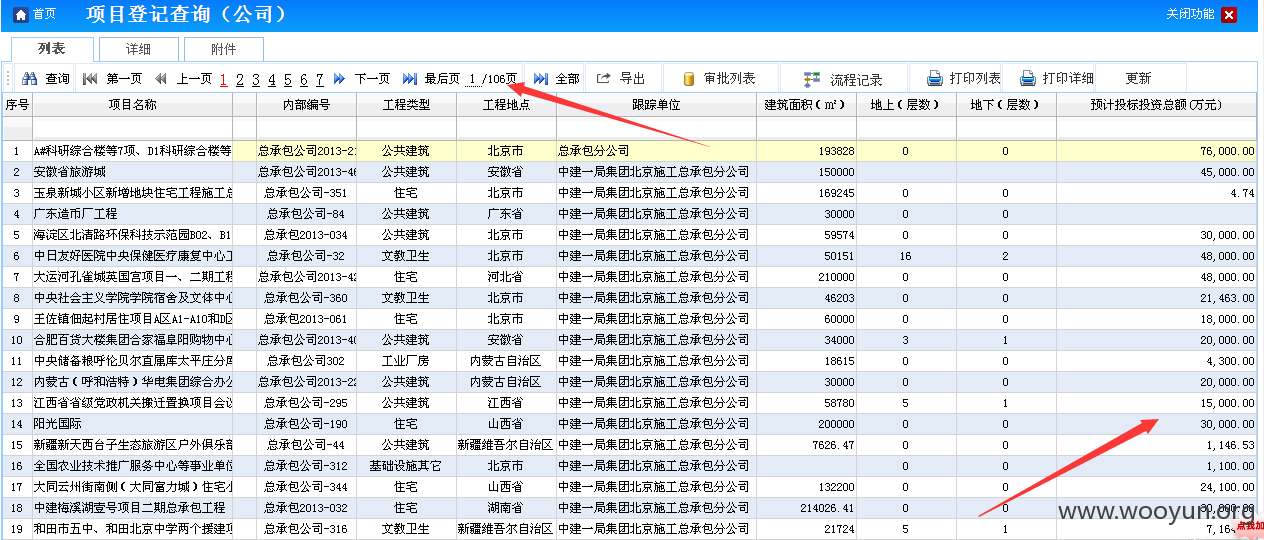 首页 项目登记查询（公司） 关闭功能
列表 详细 附件
查询 第一页 上一页 1 2 3 4 5 6 7 下一页 最后页 1 /106页 全部 导出 审批列表 流程记录 打印列表 打印详细 更新
序号 项目名称 内部编号 工程类型 工程地点 跟踪单位 建筑面积(㎡) 地上(层数) 地下(层数) 预计投标投资总额(万元)
1 A#科研综合楼等7项、D1科研综合楼等 总承包公司2013-21 公共建筑 北京市 总承包分公司 193828 0 0 76,000.00
2 安徽省旅游城 总承包公司2013-46 公共建筑 安徽省 中建一局集团北京施工总承包分公司 150000 45,000.00
3 玉泉新城小区新增地块住宅工程施工总 总承包公司-351 住宅 北京市 中建一局集团北京施工总承包分公司 169245 0 0 4.74
4 广东造币厂工程 总承包公司-84 公共建筑 广东省 中建一局集团北京施工总承包分公司 30000 0 0
5 海淀区北清路环保科技示范园B02、B1 总承包2013-034 公共建筑 北京市 中建一局集团北京施工总承包分公司 59574 0 0 30,000.00
6 中日友好医院中央保健医疗康复中心工 总承包公司-32 文教卫生 北京市 中建一局集团北京施工总承包分公司 50151 16 2 48,000.00
7 大运河孔雀城英国宫项目一、二期工程 总承包公司2013-42 住宅 河北省 中建一局集团北京施工总承包分公司 210000 0 0 48,000.00
8 中央社会主义学院学院宿舍及文体中心 总承包公司-360 文教卫生 北京市 中建一局集团北京施工总承包分公司 46203 0 0 21,463.00
9 王佐镇佃起村居住项目A区A1-A10和D区 总承包2013-061 住宅 北京市 中建一局集团北京施工总承包分公司 60000 0 0 18,000.00
10 合肥百货大楼集团合家福阜阳购物中心 总承包公司2013-40 公共建筑 安徽省 中建一局集团北京施工总承包分公司 34000 3 1 20,000.00
11 中央储备粮呼伦贝尔直属库太平庄分库 总承包公司302 工业厂房 内蒙古自治区 中建一局集团北京施工总承包分公司 18615 0 0 4,300.00
12 内蒙古(呼和浩特)华电集团综合办公 总承包公司2013-22 公共建筑 内蒙古自治区 中建一局集团北京施工总承包分公司 30000 0 0 20,000.00
13 江西省省级党政机关搬迁置换项目会议 总承包公司-295 公共建筑 江西省 中建一局集团北京施工总承包分公司 58780 5 1 15,000.00
14 阳光国际 总承包公司-190 住宅 山西省 中建一局集团北京施工总承包分公司 200000 0 0 30,000.00
15 新疆新天西台子生态旅游区户外俱乐部 总承包公司-44 公共建筑 新疆维吾尔自治区 中建一局集团北京施工总承包分公司 7626.47 0 0 1,146.53
16 全国农业技术推广服务中心等事业单位 总承包公司-312 基础设施其它 北京市 中建一局集团北京施工总承包分公司 0 0 1,100.00
17 大同云州街南侧(大同富力城)住宅小 总承包公司-344 住宅 山西省 中建一局集团北京施工总承包分公司 132200 0 0 24,100.00
18 中建梅溪湖壹号项目二期总承包工程 总承包2013-032 住宅 湖南省 中建一局集团北京施工总承包分公司 214026.41 0 0
19 和田市五中、和田北京中学两个援建项 总承包公司-316 文教卫生 新疆维吾尔自治区 中建一局集团北京施工总承包分公司 21724 5 1
www.wooyun.org
点我加